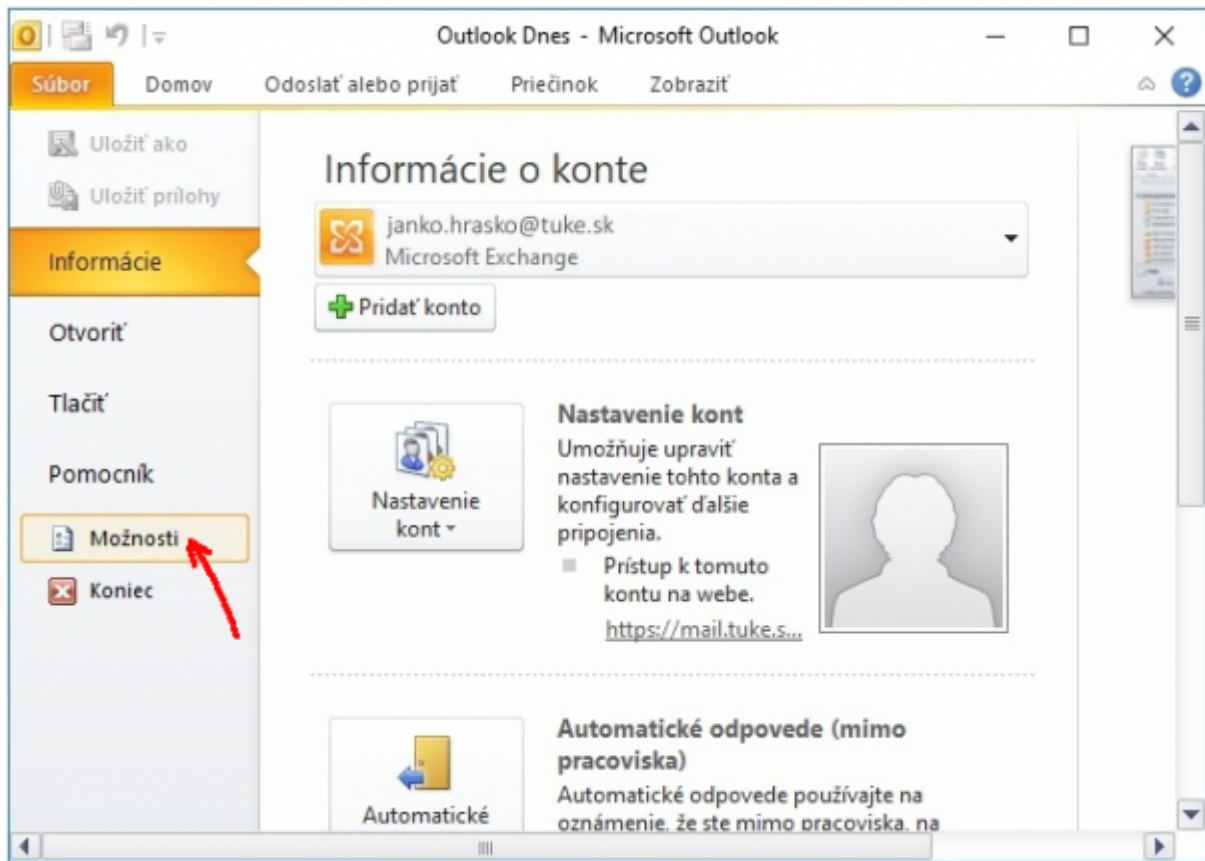 Outlook Dnes - Microsoft Outlook
Súbor Domov Odoslať alebo prijať Priečinok Zobraziť
Uložiť ako
Uložiť prílohy
Informácie
Otvoriť
Tlačiť
Pomocník
Možnosti
Koniec
Informácie o konte
janko.hrasko@tuke.sk
Microsoft Exchange
Pridať konto
Nastavenie
kont
Nastavenie kont
Umožňuje upraviť
nastavenie tohto konta a
konfigurovať ďalšie
pripojenia.
Prístup k tomuto
kontu na webe.
https://mail.tuke.s...
Automatické
Automatické odpovede (mimo
pracoviska)
Automatické odpovede používajte na
oznámenie, že ste mimo pracoviska, na